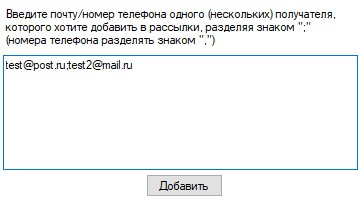 Введите почту/номер телефона одного (нескольких) получателя,
которого хотите добавить в рассылки, разделяя знаком ";"
(номера телефона разделять знаком ",")
test@post.ru;test2@mail.ru
Добавить